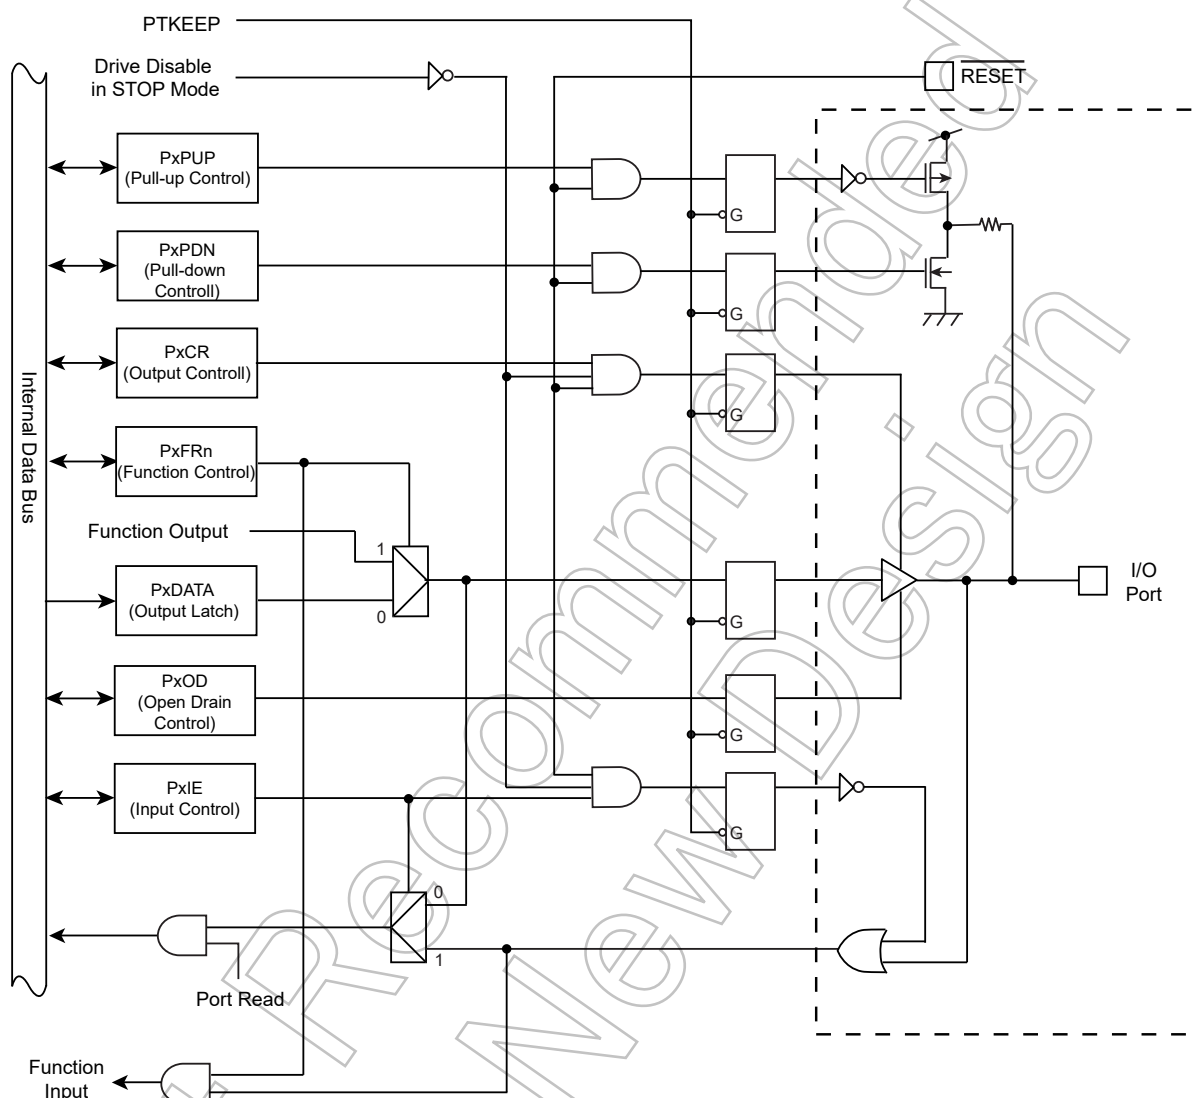 PTKEEP
Drive Disable
in STOP Mode
RESET
PxPUP
(Pull-up Control)
G
PxPDN
(Pull-down
Controll)
G
PxCR
(Output Controll)
G
Internal Data Bus
PxFRn
(Function Control)
Function Output
1
0
PxDATA
(Output Latch)
G
I/O
Port
PxOD
(Open Drain
Control)
G
PxIE
(Input Control)
G
0
1
Port Read
Function
Input
Recommended
New Design